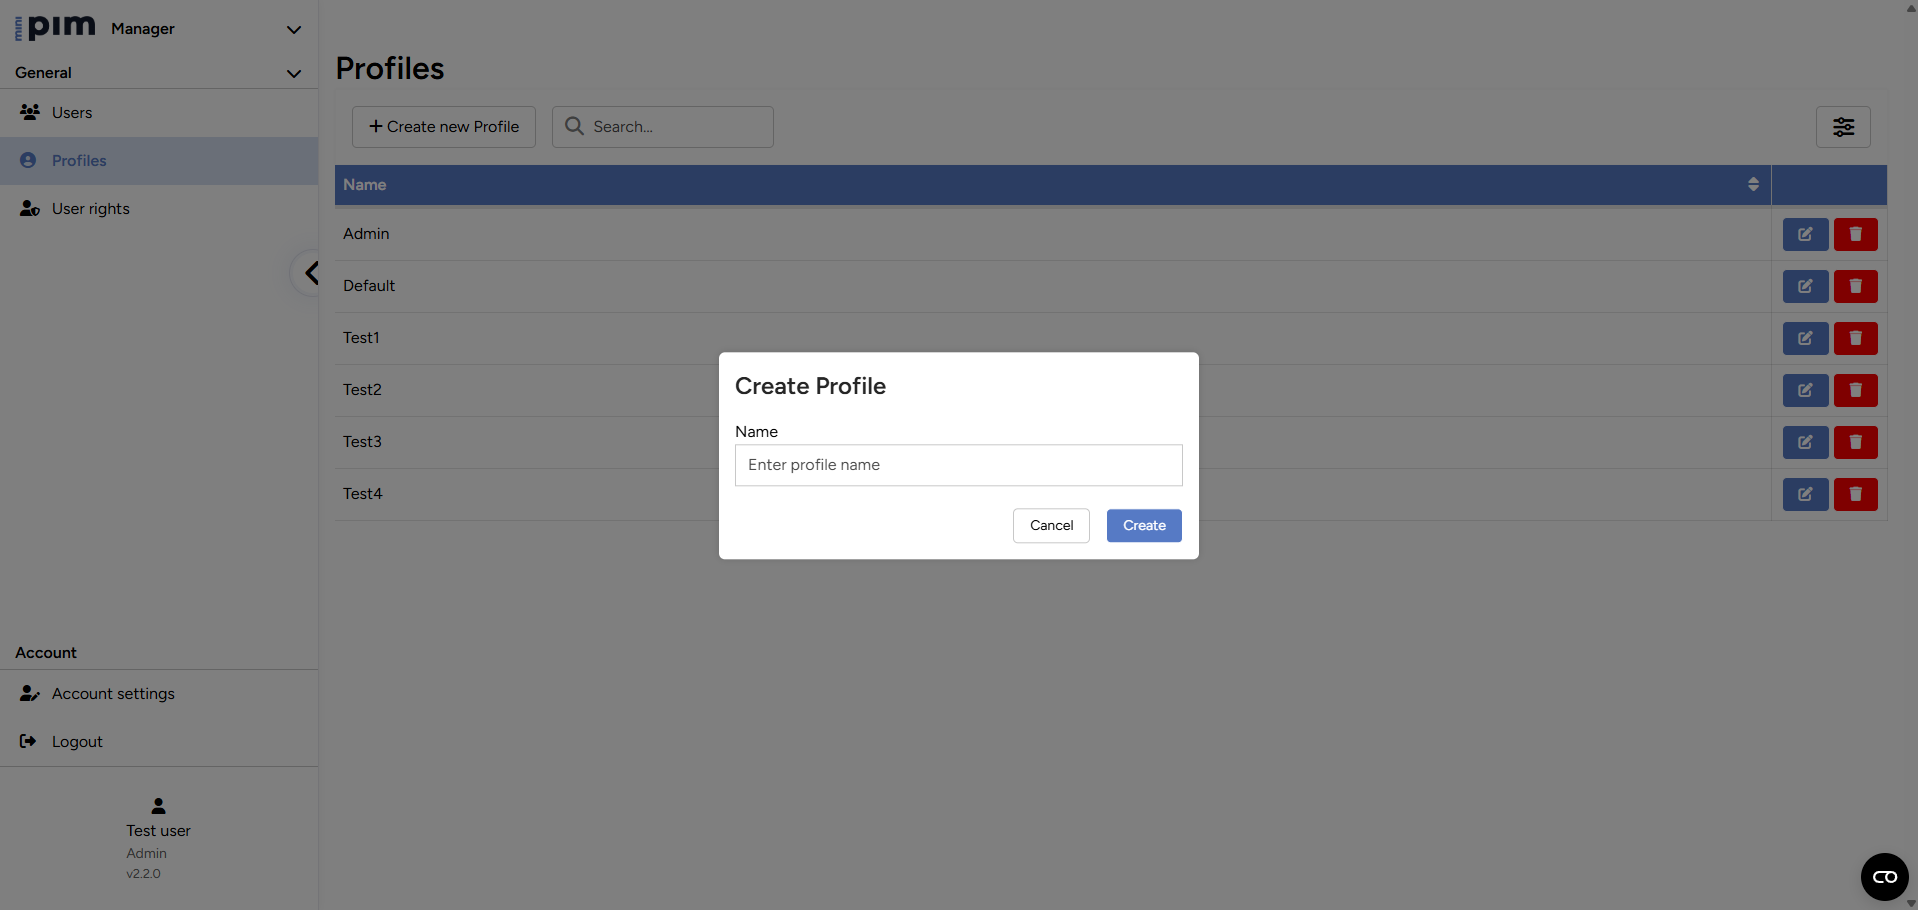 mini pim Manager
General
Users
Profiles
User rights
Account
Account settings
Logout
Test user
Admin
v2.2.0
Profiles
Create new Profile
Search...
Name
Admin
Default
Test1
Test2
Test3
Test4
Create Profile
Name
Enter profile name
Cancel
Create